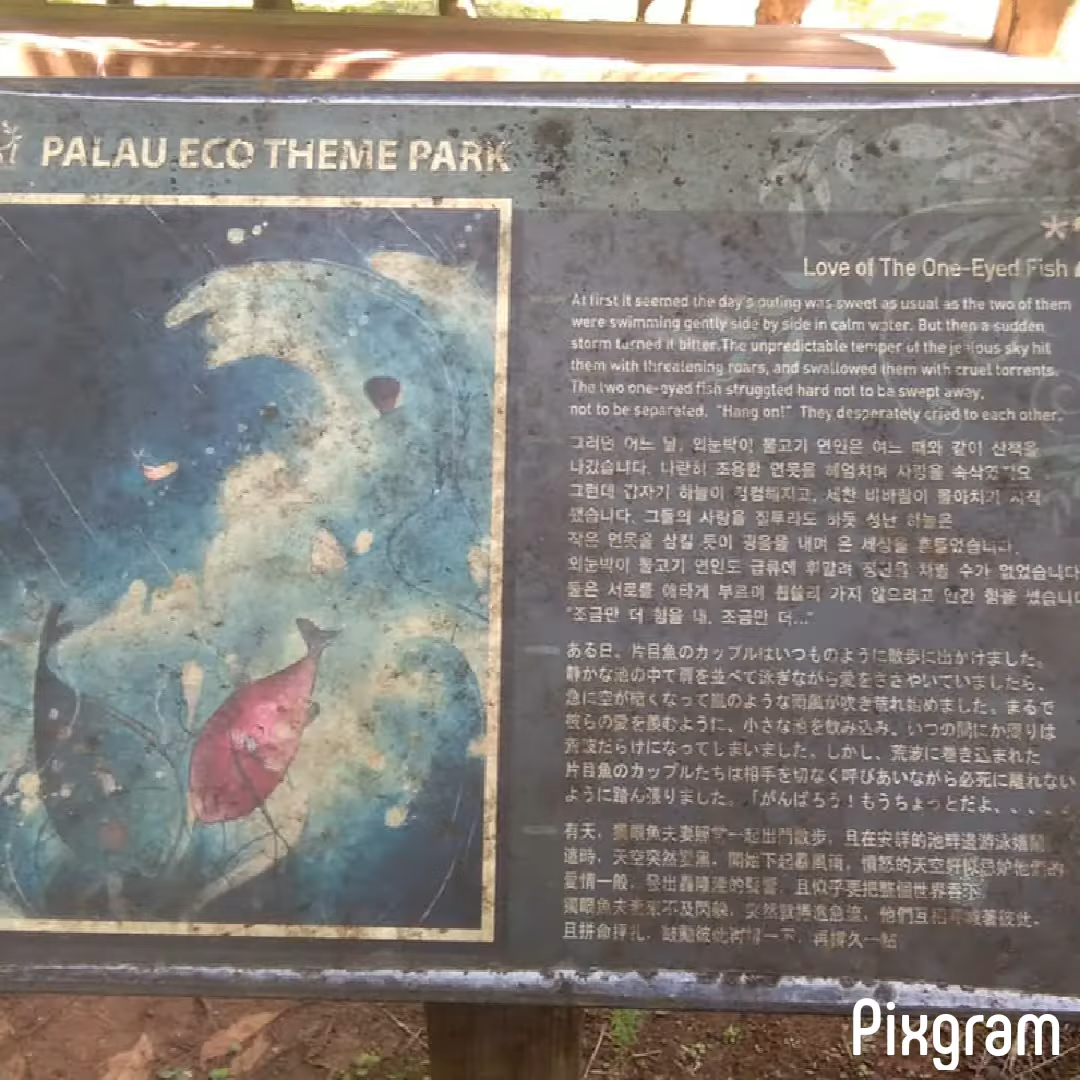 PALAU ECO THEME PARK
Love of The One-Eyed Fish
At first it seemed the day's outing was sweet as usual as the two of them
were swimming gently side by side in calm water. But then a sudden
storm turned it bitter.The unpredictable temper of the jealous sky hit
them with threatening roars, and swallowed them with cruel torrents.
The two one-eyed fish struggled hard not to be swept away,
not to be separated. "Hang on!" They desperately cried to each other.
그러던 어느 날, 외눈박이 물고기 연인은 여느 때와 같이 산책을
나갔습니다. 나란히 조용한 연못을 헤엄치며 사랑을 속삭였지요
그런데 갑자기 하늘이 컴컴해지고, 세찬 비바람이 몰아치기 시작
했습니다. 그들의 사랑을 질투라도 하듯 성난 하늘은
작은 연못을 삼킬 듯이 굉음을 내며 온 세상을 흔들었습니다.
외눈박이 물고기 연인도 급류에 휘말려 정신을 차릴 수가 없었습니다
둘은 서로를 애타게 부르며 휩쓸리 가지 않으려고 안간 힘을 썼습니다
"조금만 더 힘을 내. 조금만 더..."
ある日、片目魚のカップルはいつものように散歩に出かけました。
静かな池の中で肩を並べて泳ぎながら愛をささやいていましたら、
急に空が暗くなって嵐のような雨風が吹き荒れ始めました。まるで
彼らの愛を羨むように、小さな池を飲み込み、いつの間にか周りは
荒波だらけになってしまいました。しかし、荒波に巻き込まれた
片目魚のカップルたちは相手を切なく呼びあいながら必死に離れない
ように踏ん張りました。「がんばろう！もうちょっとだよ、、、
有天，獨眼魚夫妻照常一起出門散步，且在安詳的池畔邊游泳嬉鬧
這時，天空突然變黑，開始下起暴風雨，憤怒的天空好似忌妒他們的
愛情一般，發出轟隆隆的聲響，且似乎要把整個世界吞
獨眼魚夫妻來不及閃躲，突然就捲進急流，他們互相呼喊著彼此，
且拼命掙扎，鼓勵彼此再撐一下，再撐久一點
Pixgram